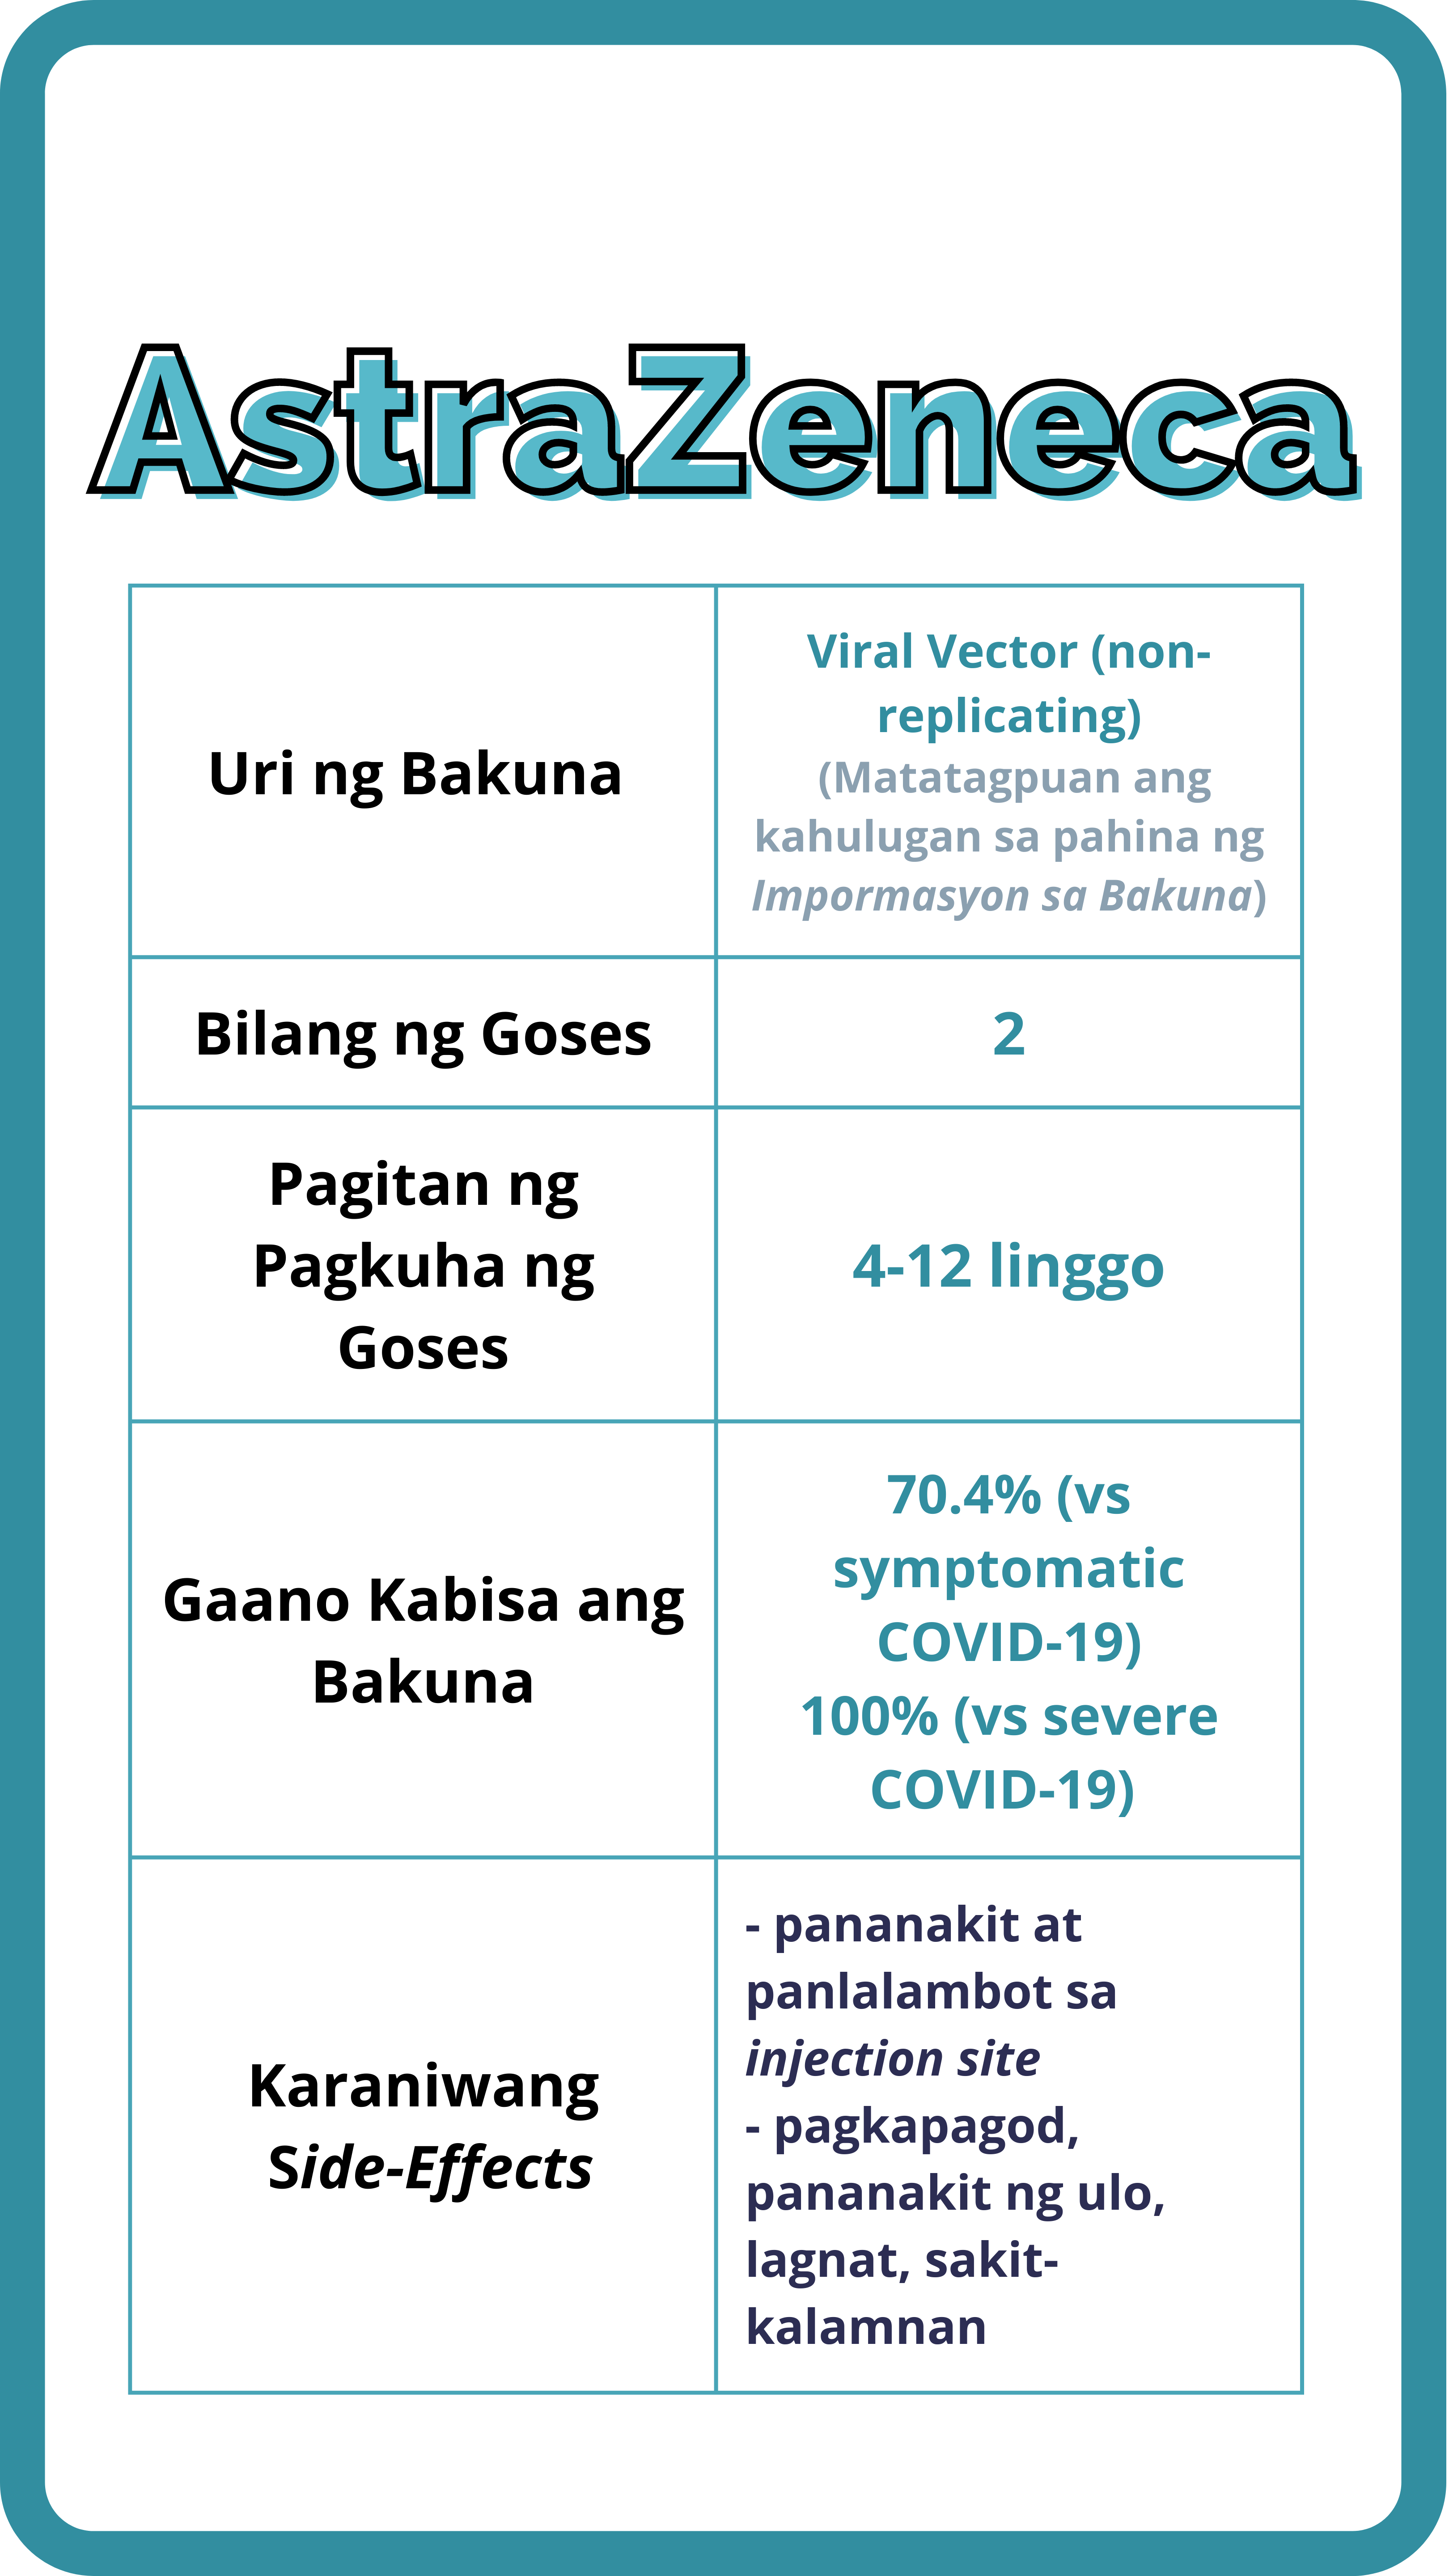 AstraZeneca
Uri ng Bakuna
Viral Vector (non-
replicating)
(Matatagpuan ang
kahulugan sa pahina ng
Impormasyon sa Bakuna)
Bilang ng Goses
2
Pagitan ng
Pagkuha ng
Goses
4-12 linggo
Gaano Kabisa ang
Bakuna
70.4% (vs
symptomatic
COVID-19)
100% (vs severe
COVID-19)
Karaniwang
Side-Effects
- pananakit at
panlalambot sa
injection site
- pagkapagod,
pananakit ng ulo,
lagnat, sakit-
kalamnan